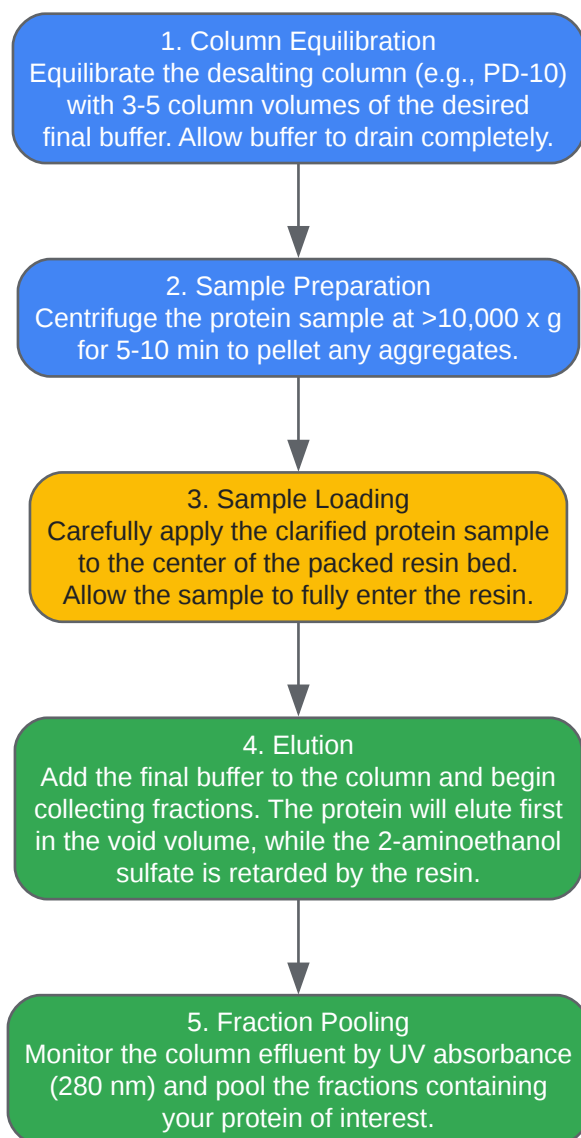 1. Column Equilibration
Equilibrate the desalting column (e.g., PD-10)
with 3-5 column volumes of the desired
final buffer. Allow buffer to drain completely.
2. Sample Preparation
Centrifuge the protein sample at >10,000 x g
for 5-10 min to pellet any aggregates.
3. Sample Loading
Carefully apply the clarified protein sample
to the center of the packed resin bed.
Allow the sample to fully enter the resin.
4. Elution
Add the final buffer to the column and begin
collecting fractions. The protein will elute first
in the void volume, while the 2-aminoethanol
sulfate is retarded by the resin.
5. Fraction Pooling
Monitor the column effluent by UV absorbance
(280 nm) and pool the fractions containing
your protein of interest.